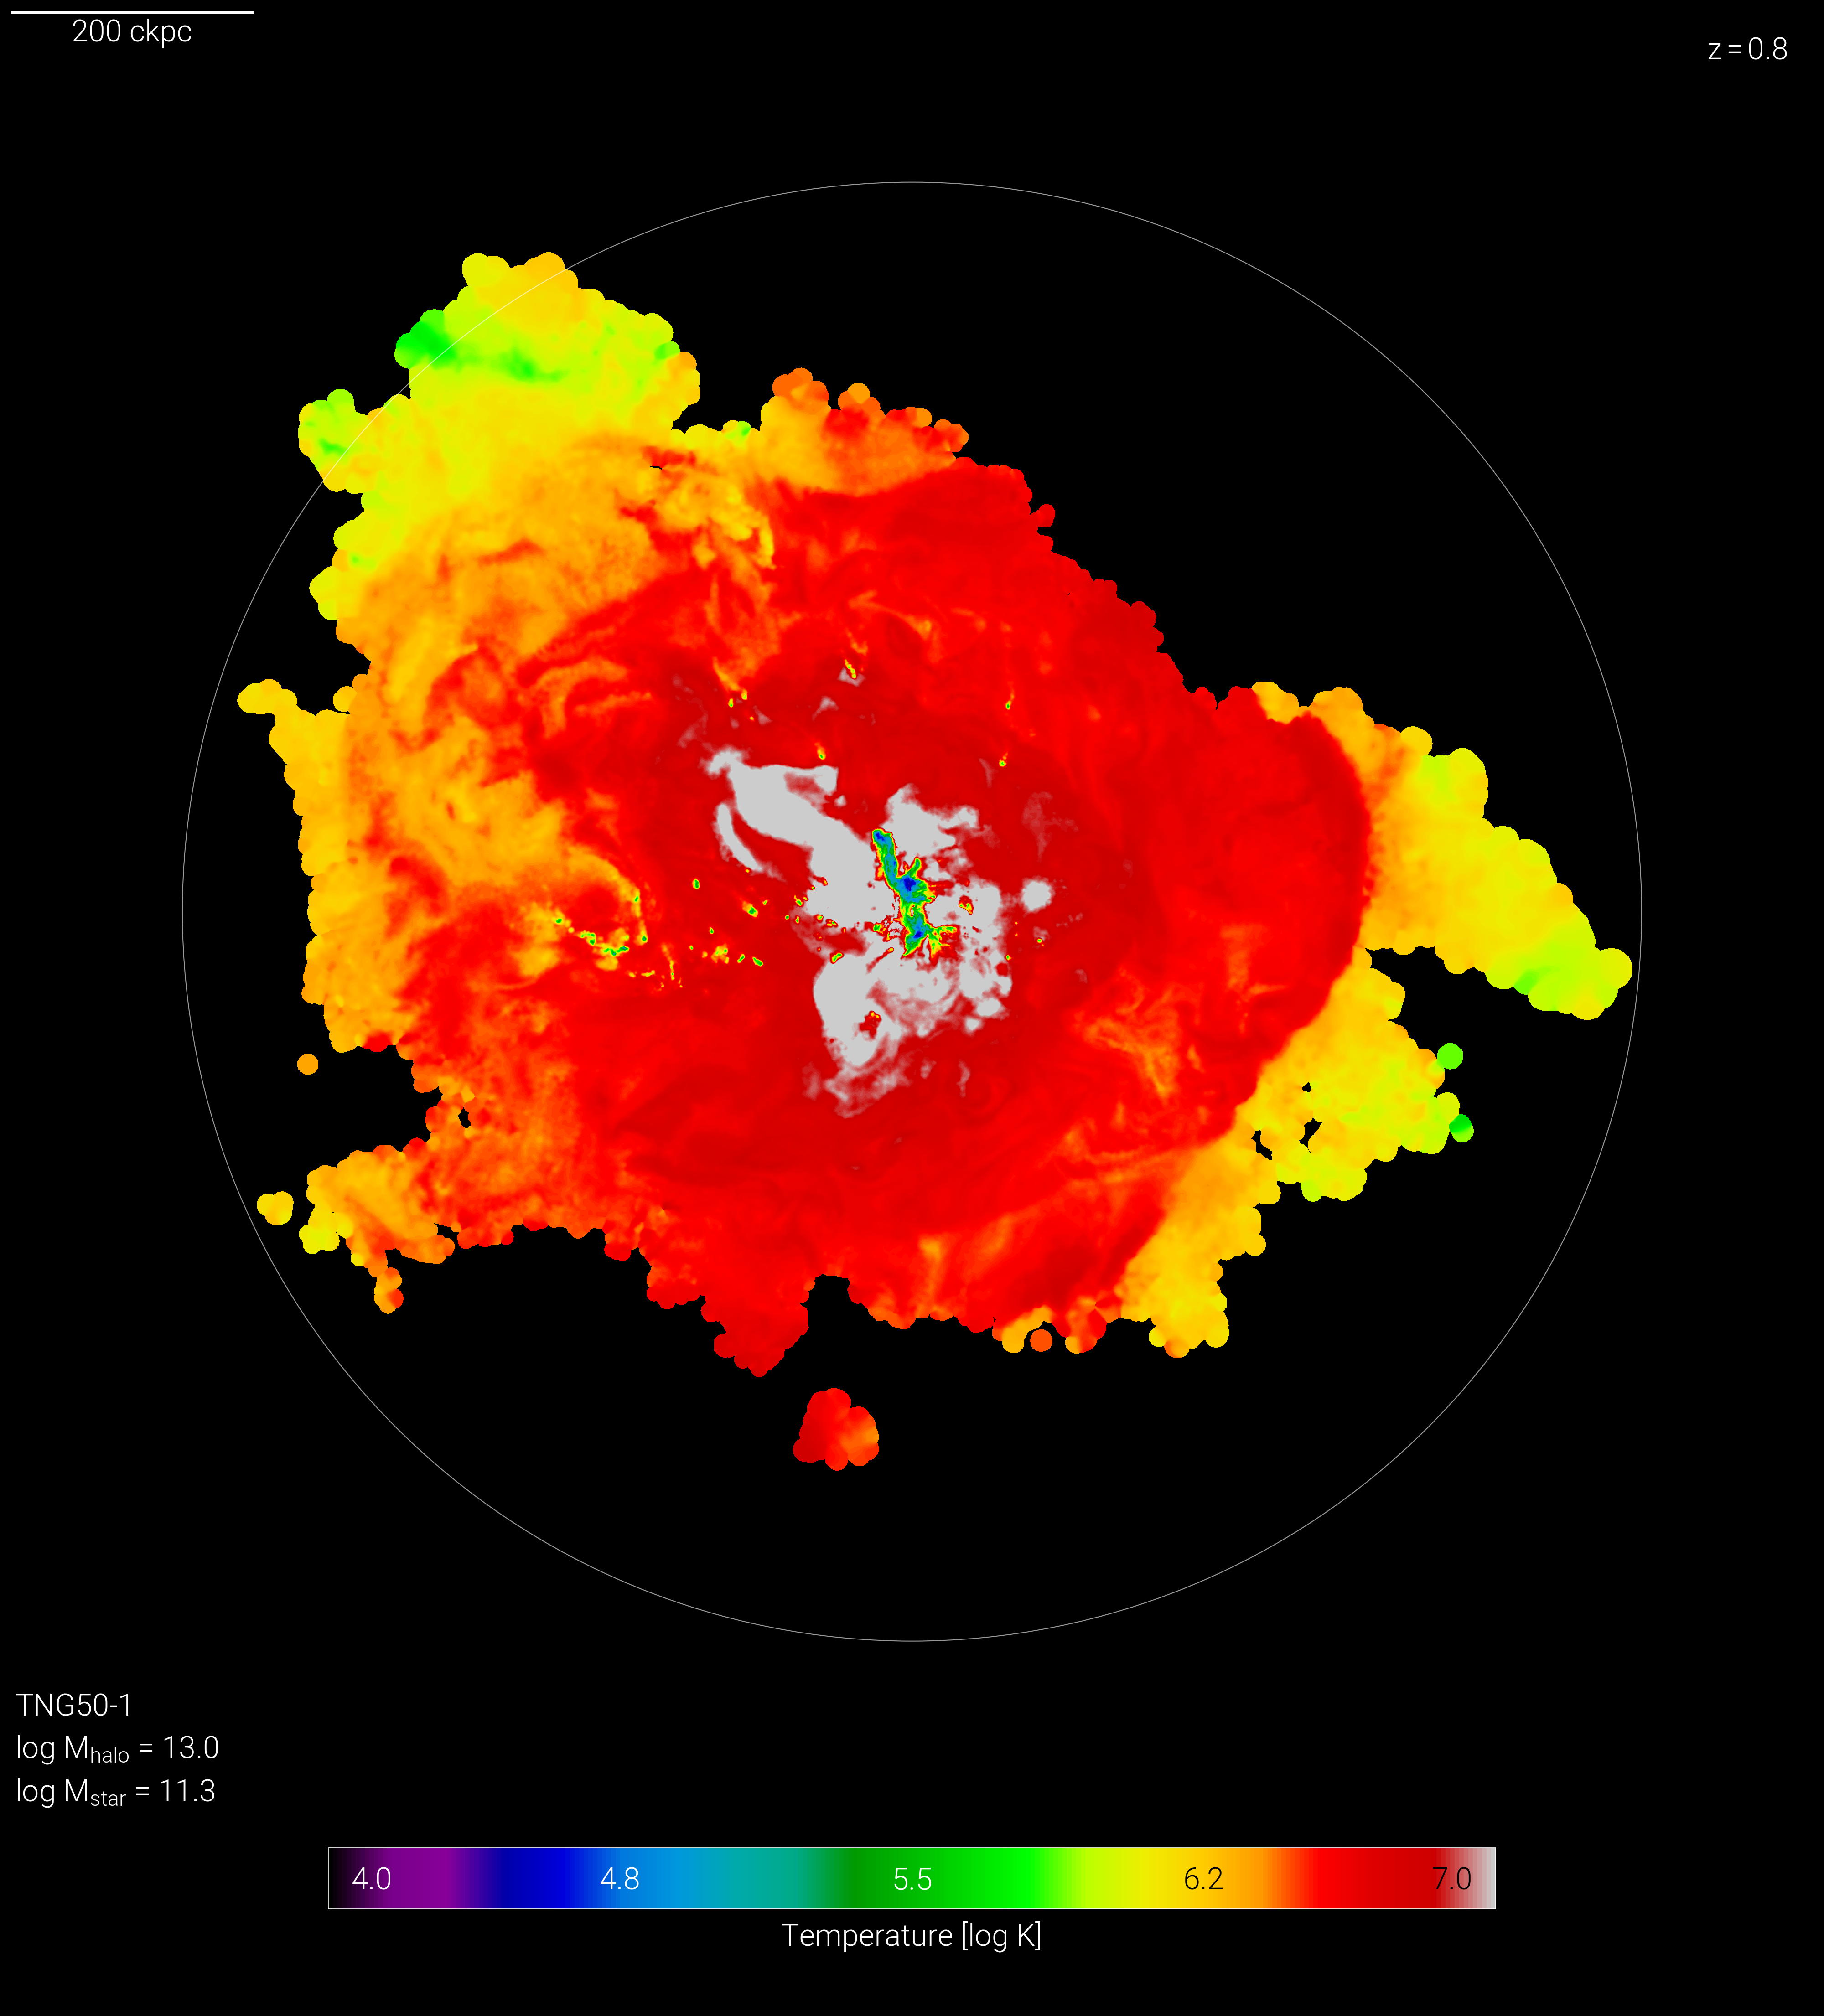 200 ckpc
z = 0.8
TNG50-1
log Mhalo = 13.0
log Mstar = 11.3
4.0 4.8 5.5 6.2 7.0
Temperature [log K]